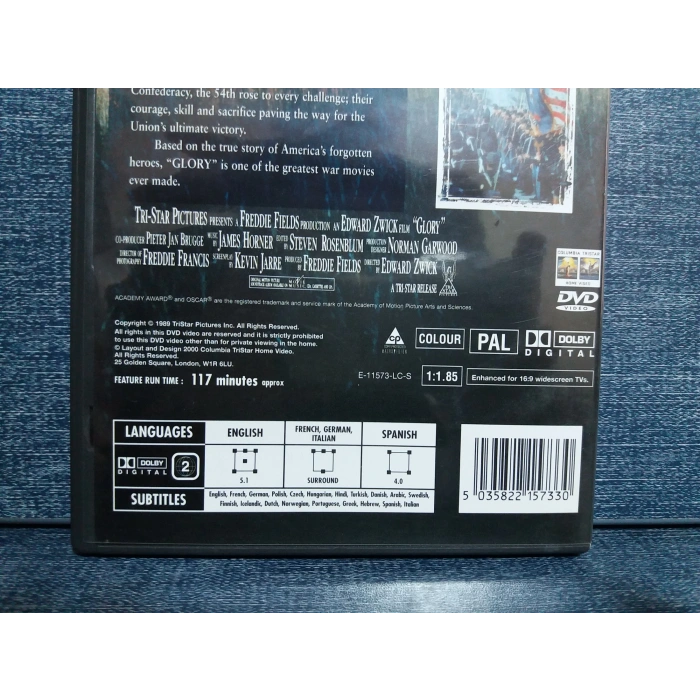 Confederacy, the 54th rose to every challenge; their
courage, skill and sacrifice paving the way for the
Union's ultimate victory.
Based on the true story of America's forgotten
heroes, "GLORY" is one of the greatest war movies
ever made.
TRI-STAR PICTURES PRESENTS A FREDDIE FIELDS PRODUCTION AN EDWARD ZWICK FILM "GLORY"
CO-PRODUCER PIETER JAN BRUGGE MUSIC BY JAMES HORNER EDITED BY STEVEN ROSENBLUM PRODUCTION DESIGNER NORMAN GARWOOD
DIRECTOR OF PHOTOGRAPHY FREDDIE FRANCIS SCREENPLAY BY KEVIN JARRE PRODUCED BY FREDDIE FIELDS DIRECTED BY EDWARD ZWICK
A TRI-STAR RELEASE
COLUMBIA TRISTAR
HOME VIDEO
DVD
VIDEO
ACADEMY AWARD® and OSCAR® are the registered trademark and service mark of the Academy of Motion Picture Arts and Sciences.
Copyright © 1989 TriStar Pictures Inc. All Rights Reserved.
All rights in this DVD video are reserved and it is strictly prohibited
to use this DVD video other than for private viewing in the home.
© Layout and Design 2000 Columbia TriStar Home Video.
All Rights Reserved.
25 Golden Square, London, W1R 6LU.
FEATURE RUN TIME : 117 minutes approx
cp
COLOUR
PAL
DOLBY
DIGITAL
E-11573-LC-S
1:1.85
Enhanced for 16:9 widescreen TVs.
LANGUAGES
ENGLISH
FRENCH, GERMAN,
ITALIAN
SPANISH
DOLBY
DIGITAL
2
5.1
SURROUND
4.0
SUBTITLES
English, French, German, Polish, Czech, Hungarian, Hindi, Turkish, Danish, Arabic, Swedish,
Finnish, Icelandic, Dutch, Norwegian, Portuguese, Greek, Hebrew, Spanish, Italian
5 035822 157330